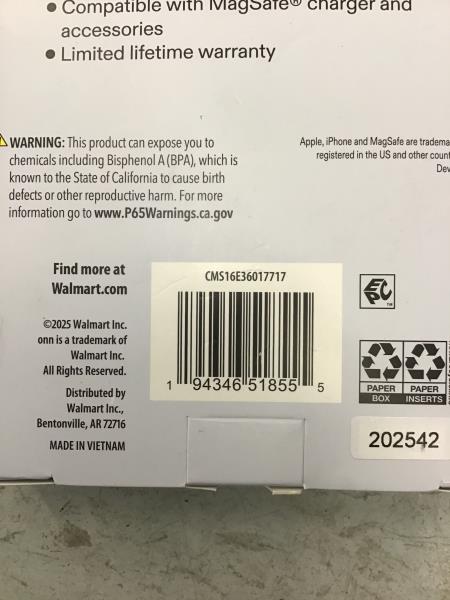 ● Compatible with MagSafe® charger and
accessories
● Limited lifetime warranty
WARNING: This product can expose you to
chemicals including Bisphenol A (BPA), which is
known to the State of California to cause birth
defects or other reproductive harm. For more
information go to www.P65Warnings.ca.gov
Apple, iPhone and MagSafe are
registered in the US and other
Find more at
Walmart.com
©2025 Walmart Inc.
onn is a trademark of
Walmart Inc.
All Rights Reserved.
Distributed by
Walmart Inc.,
Bentonville, AR 72716
MADE IN VIETNAM
CMS16E36017717
1 94346 51855 5
EPC™
PAPER
BOX
PAPER
INSERTS
202542